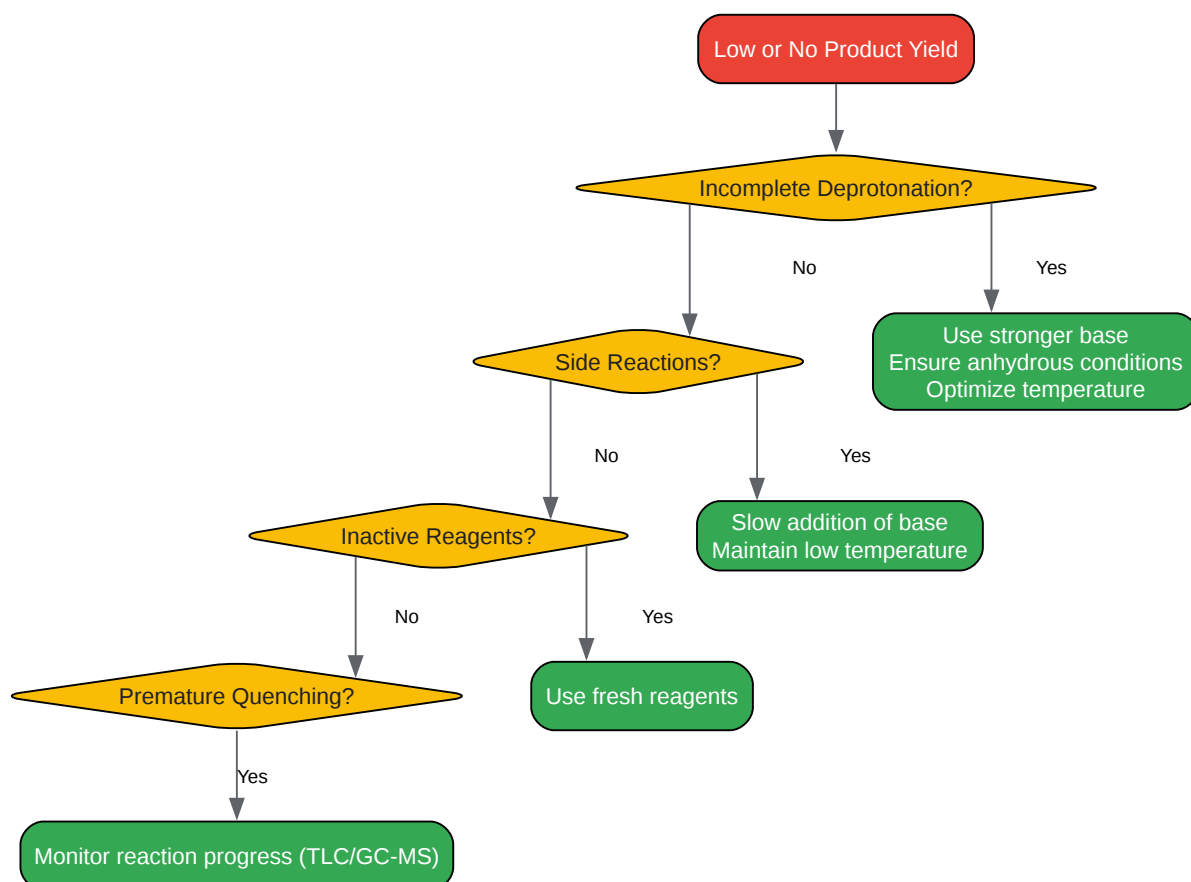 Low or No Product Yield
Incomplete Deprotonation?
No
Yes
Use stronger base
Ensure anhydrous conditions
Optimize temperature
Side Reactions?
No
Yes
Slow addition of base
Maintain low temperature
Inactive Reagents?
No
Yes
Use fresh reagents
Premature Quenching?
Yes
Monitor reaction progress (TLC/GC-MS)